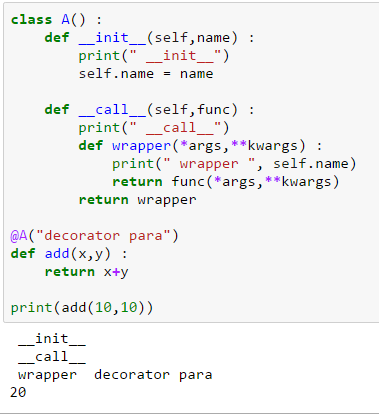 class A() :
    def __init__(self,name) :
        print(" __init__")
        self.name = name

    def __call__(self,func) :
        print(" __call__")
        def wrapper(*args,**kwargs) :
            print(" wrapper ", self.name)
            return func(*args,**kwargs)
        return wrapper

@A("decorator para")
def add(x,y) :
    return x+y

print(add(10,10))
 __init__
 __call__
 wrapper  decorator para
20